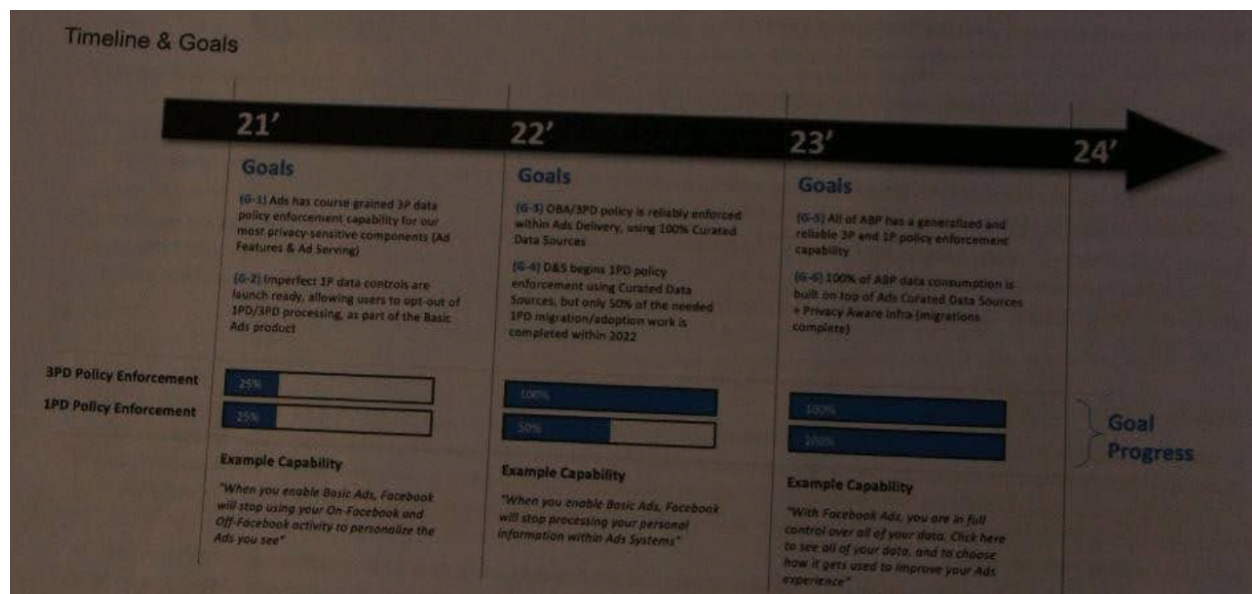 Timeline & Goals
21'
22'
23'
24'
Goals
(G-1) Ads has course-grained 3P data
policy enforcement capability for our
most privacy-sensitive components (Ad
Features & Ad Serving)
(G-2) Imperfect 1P data controls are
launch ready, allowing users to opt-out of
1PD/3PD processing, as part of the Basic
Ads product
Goals
(G-3) OBA/3PD policy is reliably enforced
within Ads Delivery, using 100% Curated
Data Sources
(G-4) D&S begins 1PD policy
enforcement using Curated Data
Sources, but only 50% of the needed
1PD migration/adoption work is
completed within 2022
Goals
(G-5) All of ABP has a generalized and
reliable 3P and 1P policy enforcement
capability
(G-6) 100% of ABP data consumption is
built on top of Ads Curated Data Sources
+ Privacy Aware Infra (migrations
complete)
3PD Policy Enforcement
25%
100%
100%
1PD Policy Enforcement
25%
50%
100%
Goal
Progress
Example Capability
"When you enable Basic Ads, Facebook
will stop using your On-Facebook and
Off-Facebook activity to personalize the
Ads you see"
Example Capability
"When you enable Basic Ads, Facebook
will stop processing your personal
information within Ads Systems"
Example Capability
"With Facebook Ads, you are in full
control over all of your data. Click here
to see all of your data, and to choose
how it gets used to improve your Ads
experience"